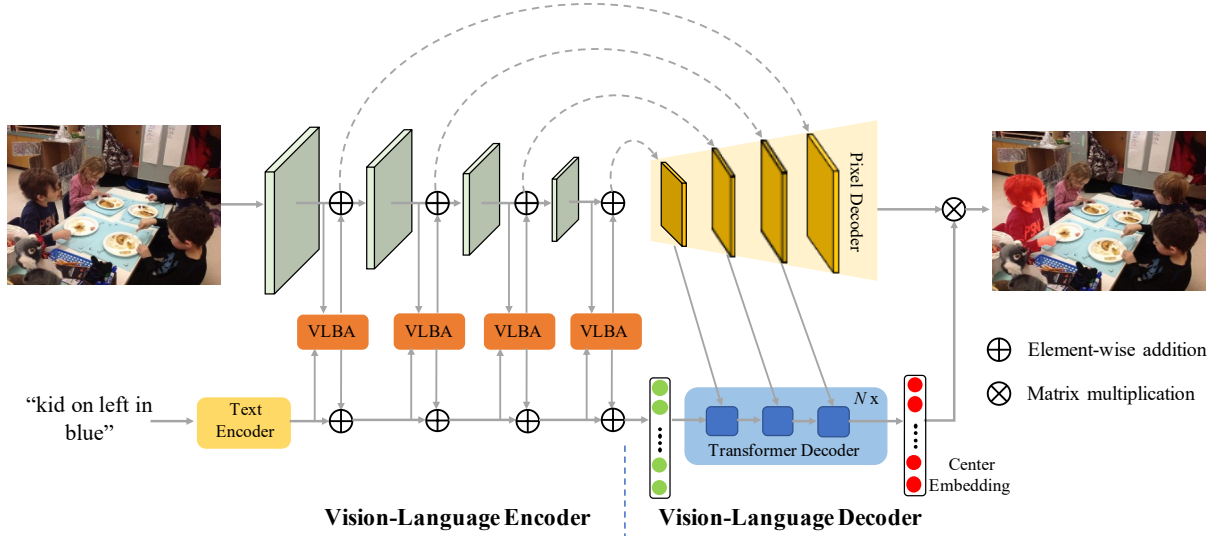 Pixel Decoder
VLBA
VLBA
VLBA
VLBA
Element-wise addition
Matrix multiplication
“kid on left in
blue”
Text
Encoder
N x
Transformer Decoder
Center
Embedding
Vision-Language Encoder
Vision-Language Decoder